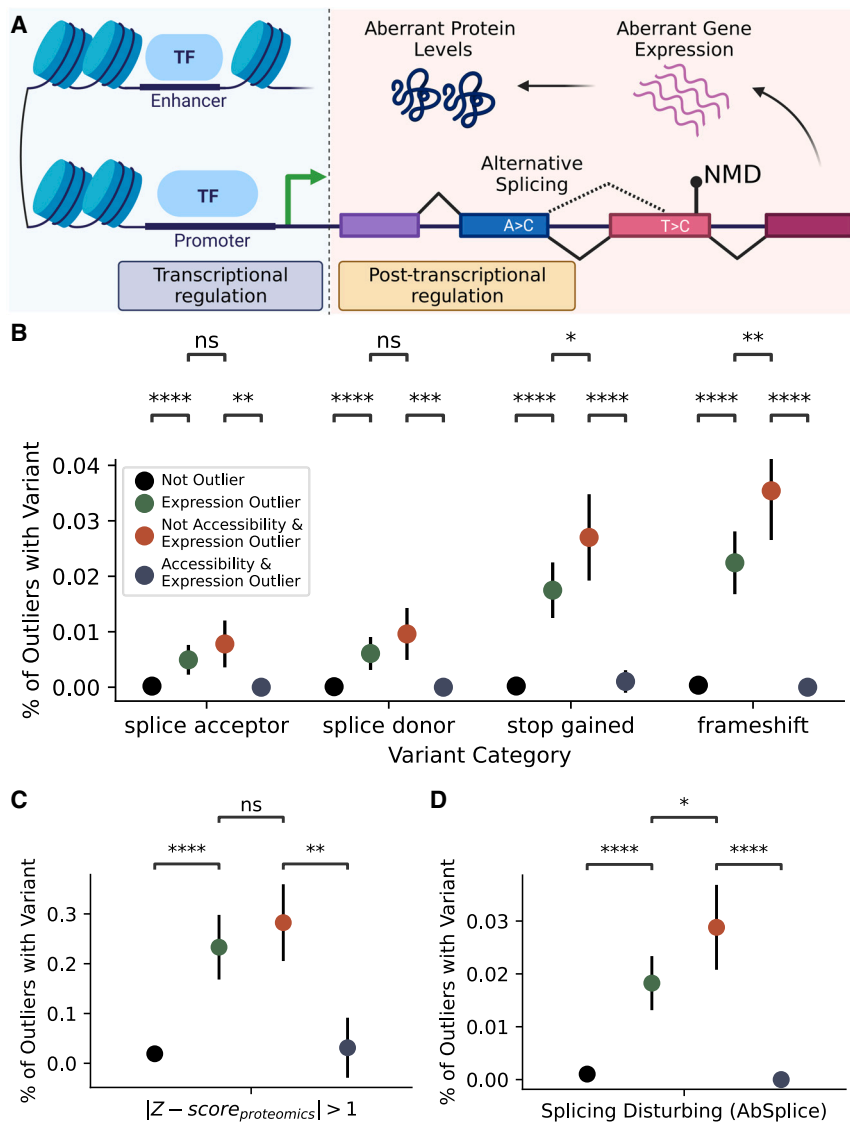 A
TF
Enhancer
TF
Promoter
Transcriptional
regulation
Aberrant Protein
Levels
Aberrant Gene
Expression
Alternative
Splicing
NMD
A>C
T>C
Post-transcriptional
regulation
B
ns
ns
*
**
**** **
**** ***
**** ****
**** ****
% of Outliers with Variant
0.04
0.03
0.02
0.01
0.00
Not Outlier
Expression Outlier
Not Accessibility &
Expression Outlier
Accessibility &
Expression Outlier
splice acceptor
splice donor
stop gained
frameshift
Variant Category
C
ns
**** **
% of Outliers with Variant
0.3
0.2
0.1
0.0
|Z − score_proteomics| > 1
D
*
**** ****
% of Outliers with Variant
0.03
0.02
0.01
0.00
Splicing Disturbing (AbSplice)